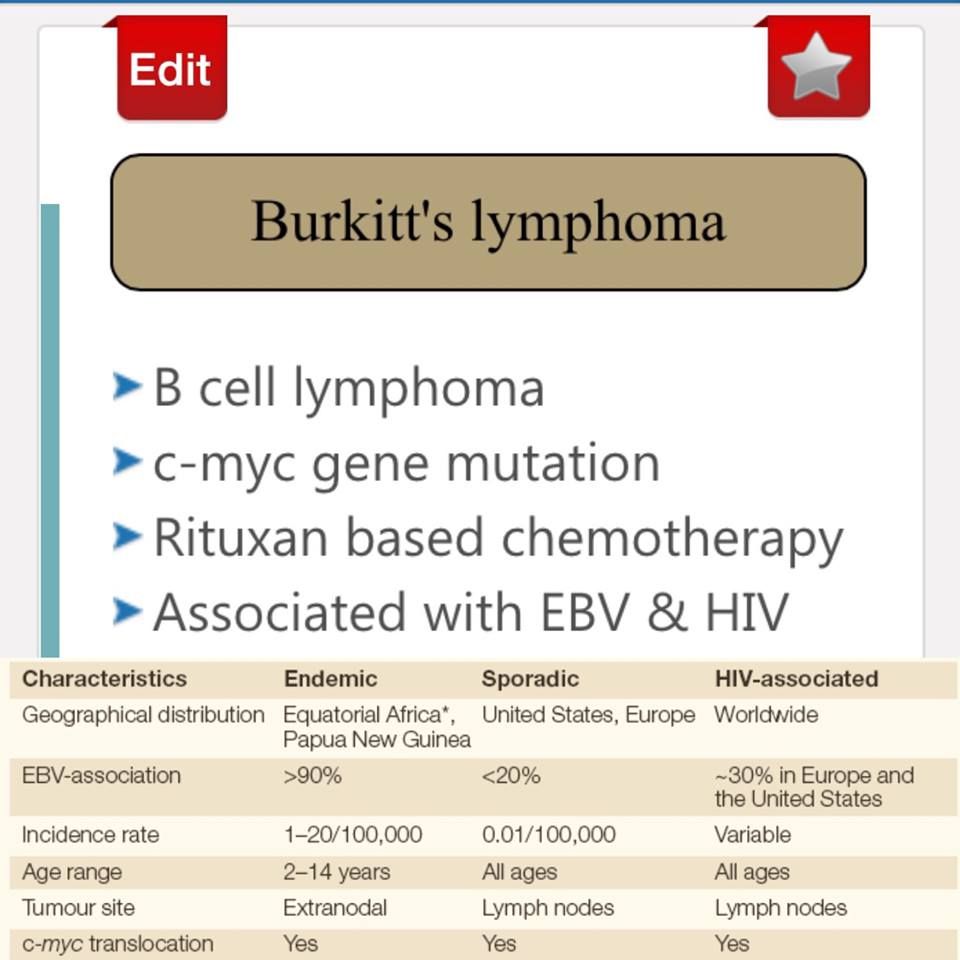 Edit
Burkitt's lymphoma
B cell lymphoma
c-myc gene mutation
Rituxan based chemotherapy
Associated with EBV & HIV
Characteristics Endemic Sporadic HIV-associated
Geographical distribution Equatorial Africa*, United States, Europe Worldwide
Papua New Guinea
EBV-association >90% <20% ~30% in Europe and
the United States
Incidence rate 1–20/100,000 0.01/100,000 Variable
Age range 2–14 years All ages All ages
Tumour site Extranodal Lymph nodes Lymph nodes
c-myc translocation Yes Yes Yes